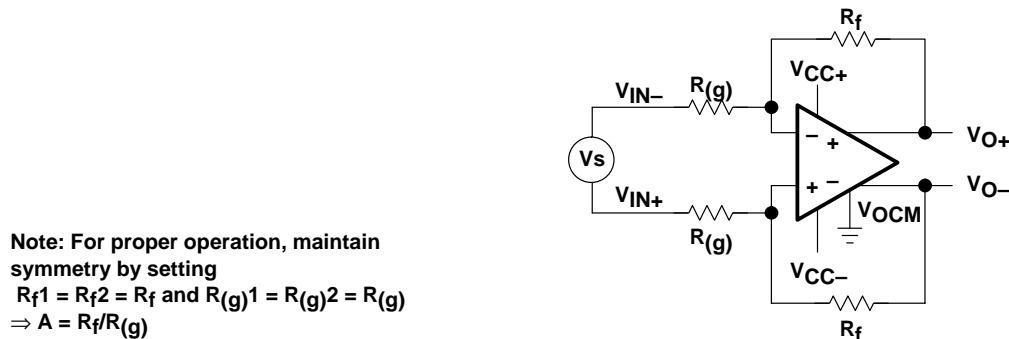 Rf
VCC+
R(g)
VIN–
VO+
Vs
– +
+ –
VO–
VIN+
VOCM
R(g)
VCC–
Rf
Note: For proper operation, maintain
symmetry by setting
Rf1 = Rf2 = Rf and R(g)1 = R(g)2 = R(g)
⇒ A = Rf/R(g)